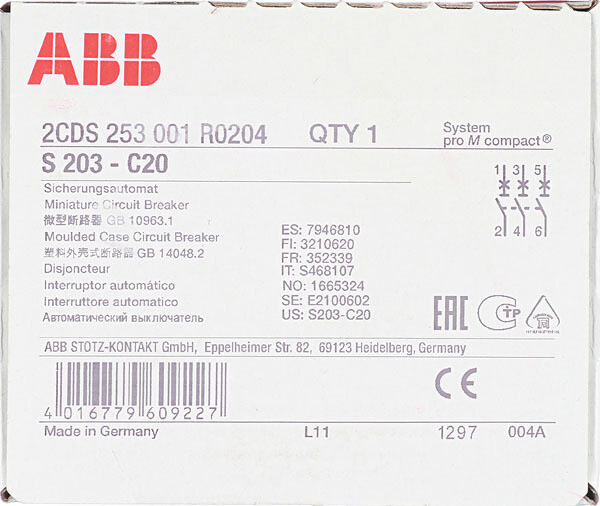 ABB
2CDS 253 001 R0204 QTY 1 System pro M compact®
S 203 - C20
1 3 5
2 4 6
Sicherungsautomat
Miniature Circuit Breaker
微型断路器 GB 10963.1
Moulded Case Circuit Breaker
塑料外壳式断路器 GB 14048.2
Disjoncteur
Interruptor automático
Interruttore automatico
Автоматический выключатель
ES: 7946810
FI: 3210620
FR: 352339
IT: S468107
NO: 1665324
SE: E2100602
US: S203-C20
EAC
СТР
ABB STOTZ-KONTAKT GmbH, Eppelheimer Str. 82, 69123 Heidelberg, Germany
4 016779 609227
CE
Made in Germany L11 1297 004A